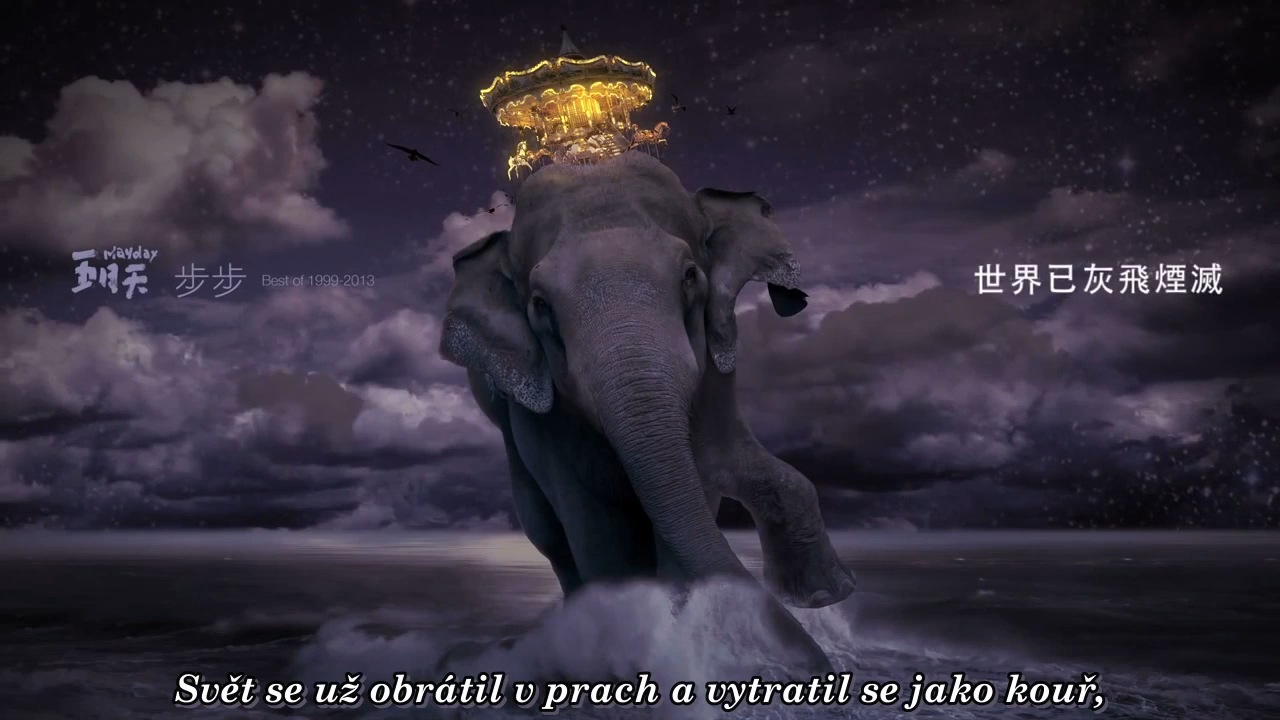 Mayday
五月天 步步 Best of 1999-2013
世界已灰飛煙滅
Svět se už obrátil v prach a vytratil se jako kouř,